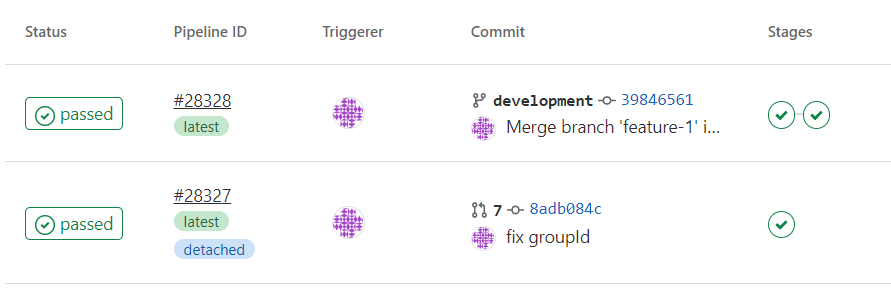 Status Pipeline ID Triggerer Commit Stages
passed #28328 development 39846561
latest Merge branch 'feature-1' i...
passed #28327 7 8adb084c
latest fix groupId
detached